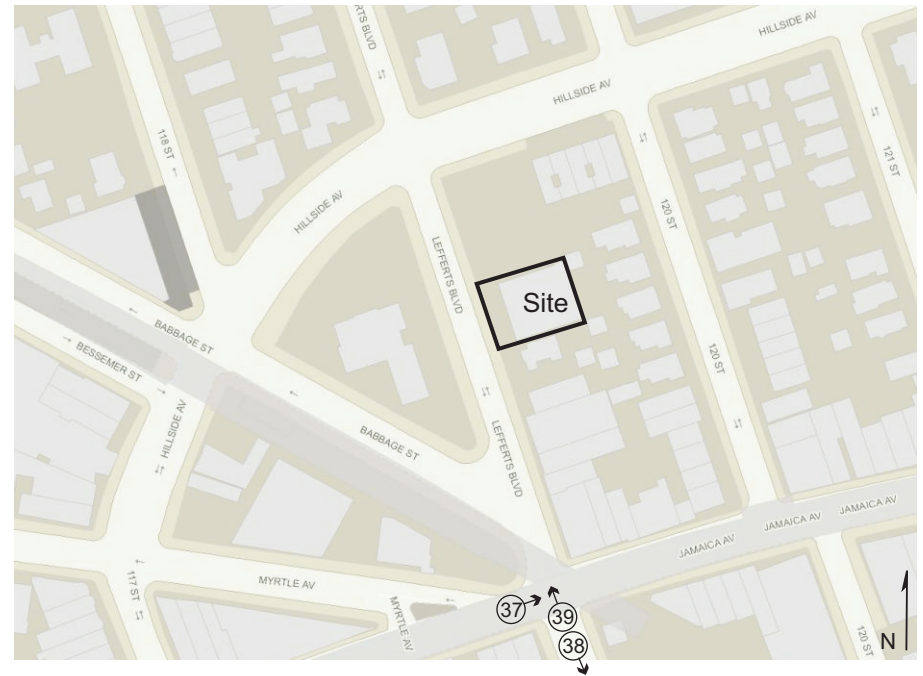 RTS BLVD
HILLSIDE AV
HILLSIDE AV
118 ST
121 ST
120 ST
HILLSIDE AV
LEFFERTS BLVD
Site
BABBAGE ST
BESSEMER ST
120 ST
HILLSIDE AV
BABBAGE ST
LEFFERTS BLVD
JAMAICA AV
JAMAICA AV
JAMAICA AV
MYRTLE AV
117 ST
MYRTLE AV
37
39
38
120 ST
N